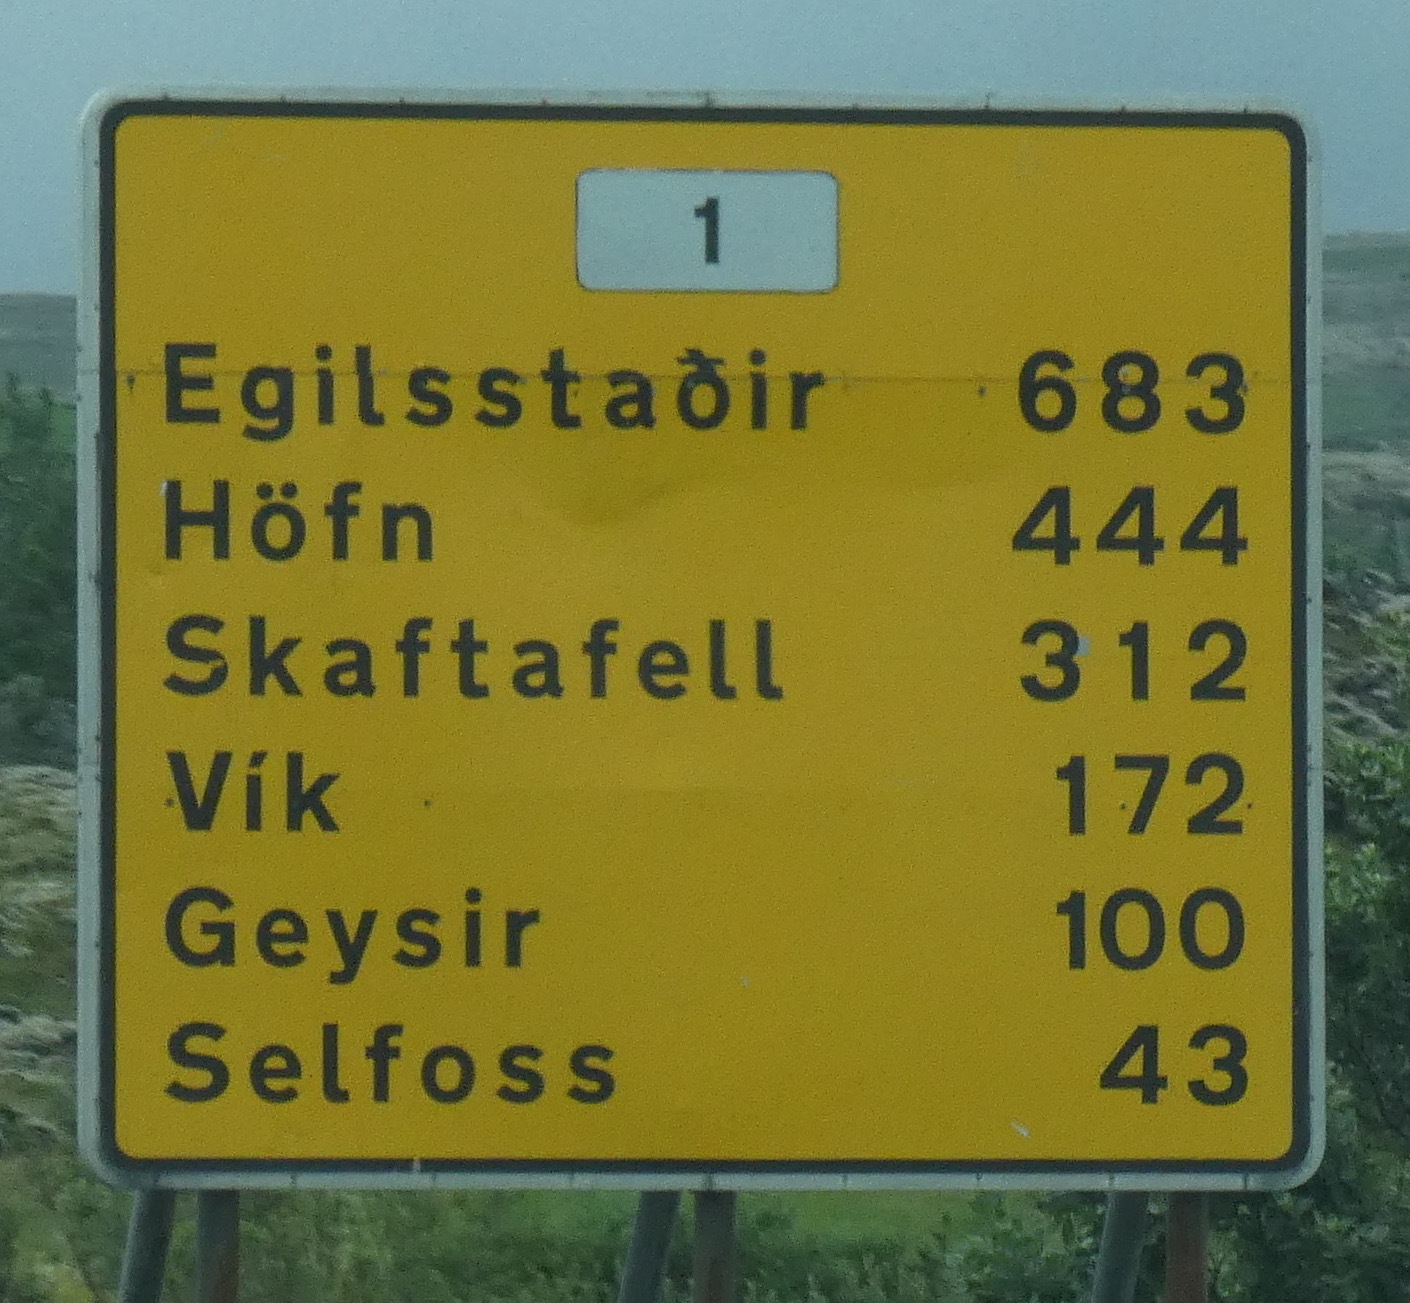 1
Egilsstaðir 683
Höfn 444
Skaftafell 312
Vík 172
Geysir 100
Selfoss 43